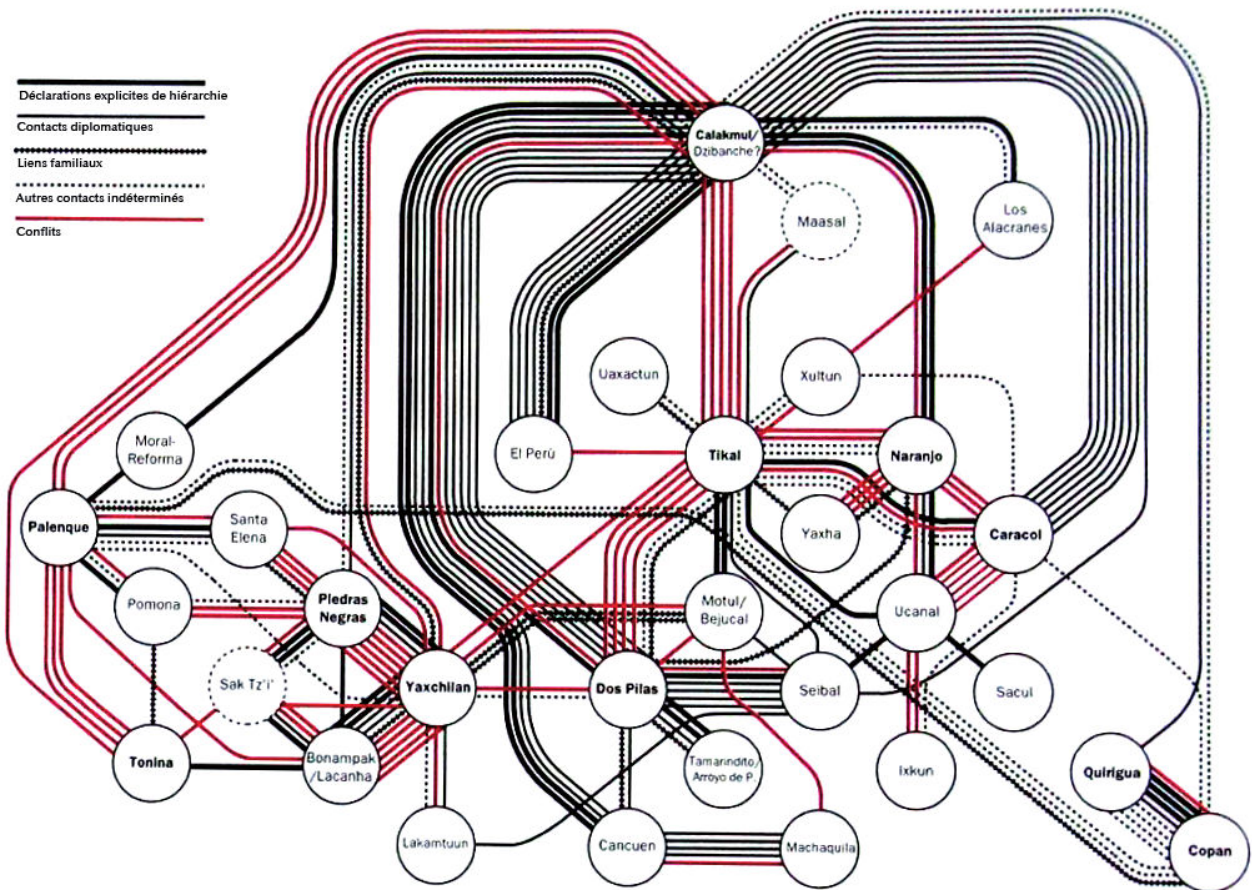 Déclarations explicites de hiérarchie
Contacts diplomatiques
Liens familiaux
Autres contacts indéterminés
Conflits
Calakmul/
Dzibanche?
Maasal
Los
Alacranes
Uaxactun
Xultun
Moral-
Reforma
El Perú
Tikal
Naranjo
Palenque
Santa
Elena
Yaxha
Caracol
Pomona
Piedras
Negras
Motul/
Bejucal
Ucanal
Sak Tz'i'
Yaxchilan
Dos Pilas
Seibal
Sacul
Tonina
Bonampak
/Lacanha
Tamarindito/
Arroyo de P.
Ixkun
Quirigua
Lakamtuun
Cancuen
Machaquila
Copan